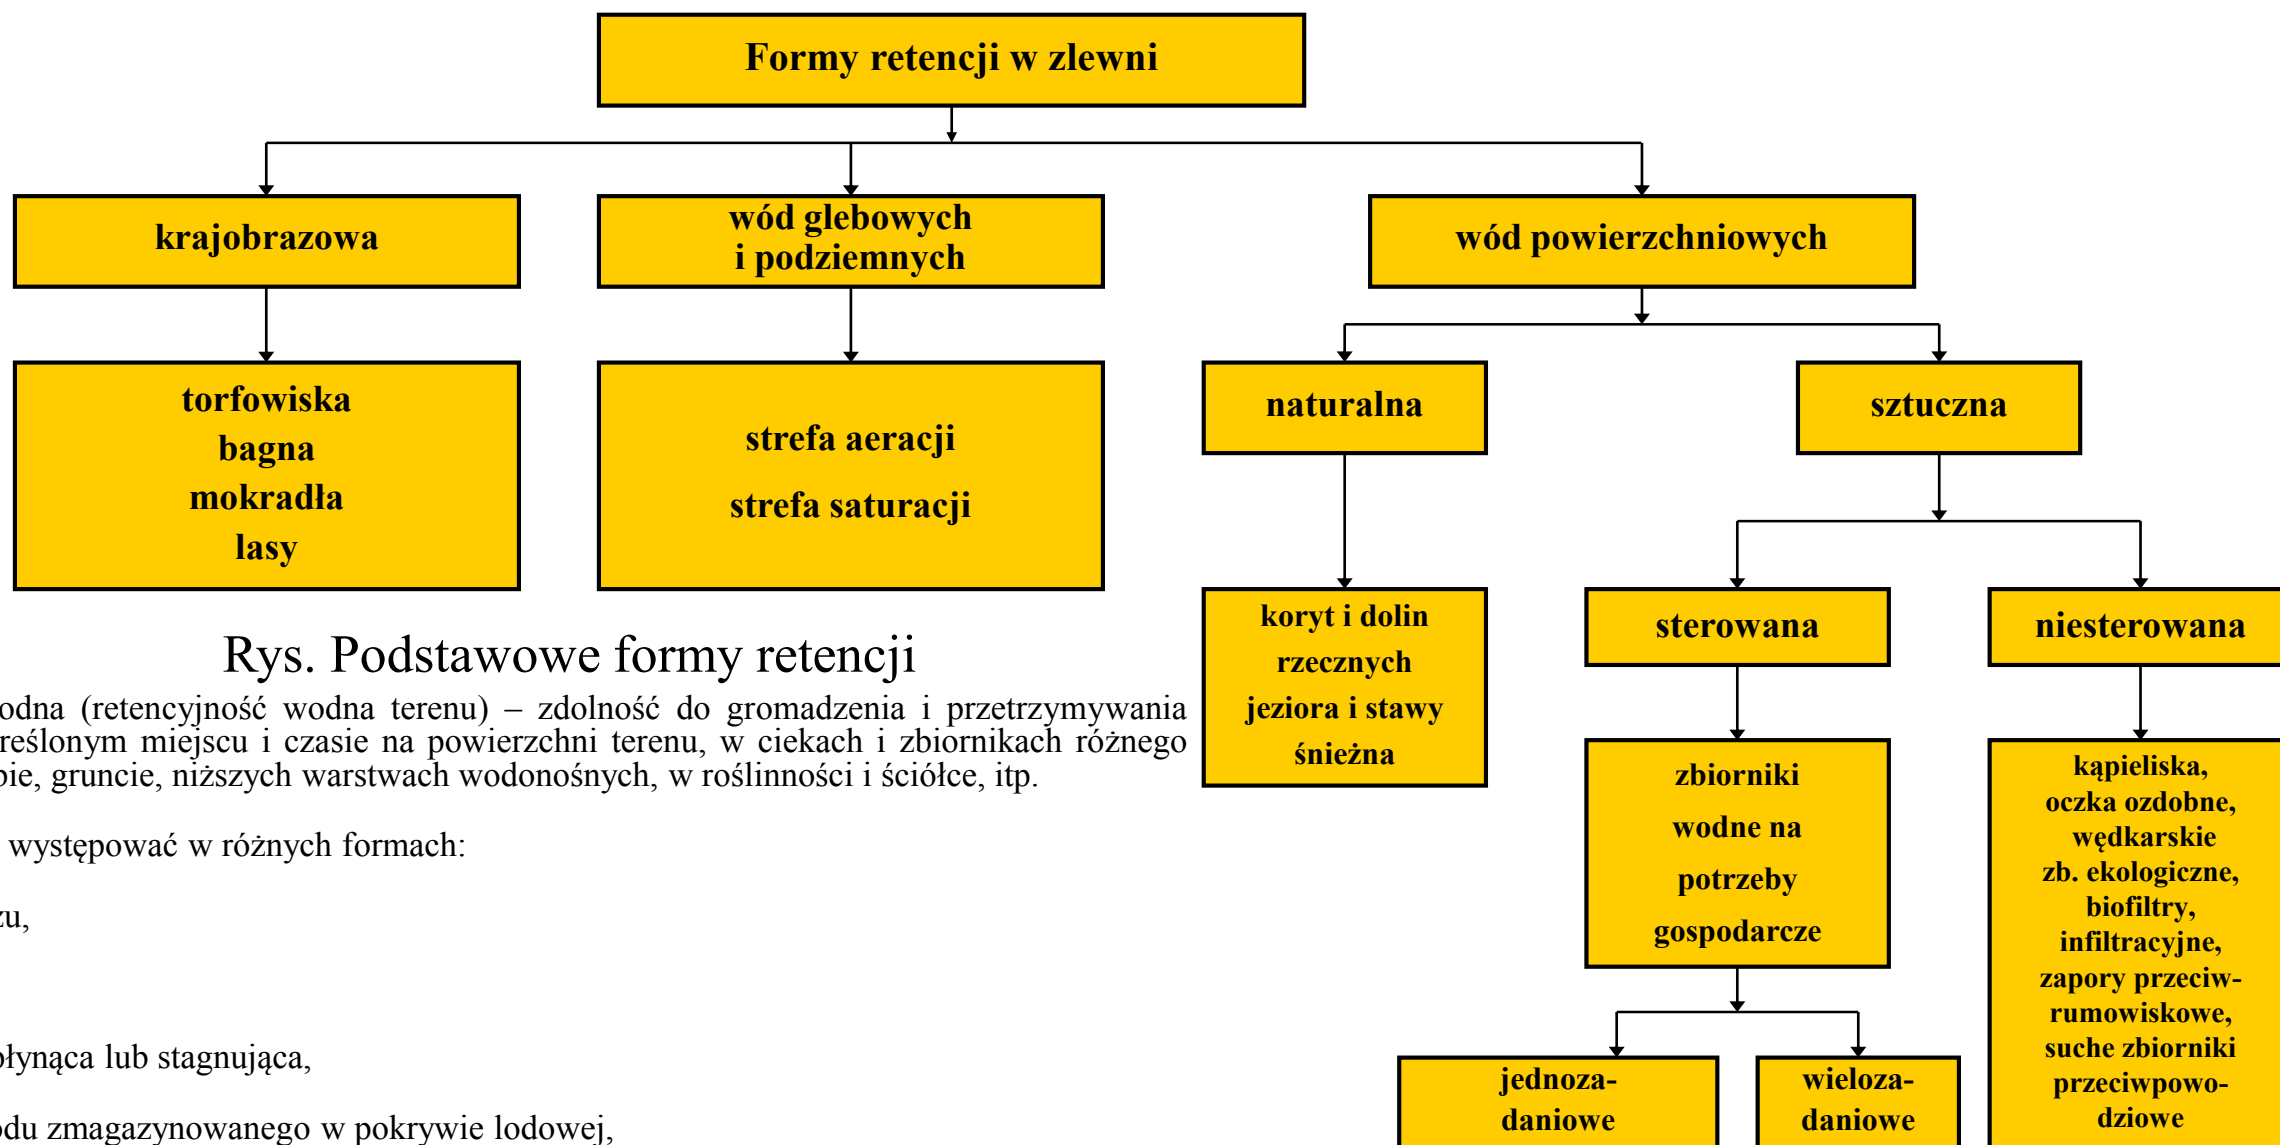 Formy retencji w zlewni
krajobrazowa
wód glebowych
i podziemnych
wód powierzchniowych
torfowiska
bagna
mokradła
lasy
strefa aeracji
strefa saturacji
naturalna
sztuczna
koryt i dolin
rzecznych
jeziora i stawy
śnieżna
sterowana
niesterowana
zbiorniki
wodne na
potrzeby
gospodarcze
kąpieliska,
oczka ozdobne,
wędkarskie
zb. ekologiczne,
biofiltry,
infiltracyjne,
zapory przeciw-
rumowiskowe,
suche zbiorniki
przeciwpowo-
dziowe
jednoza-
daniowe
wieloza-
daniowe
Rys. Podstawowe formy retencji
odna (retencyjność wodna terenu) – zdolność do gromadzenia i przetrzymywania
reślonym miejscu i czasie na powierzchni terenu, w ciekach i zbiornikach różnego
bie, gruncie, niższych warstwach wodonośnych, w roślinności i ściółce, itp.
występować w różnych formach:
zu,
płynąca lub stagnująca,
odu zmagazynowanego w pokrywie lodowej,